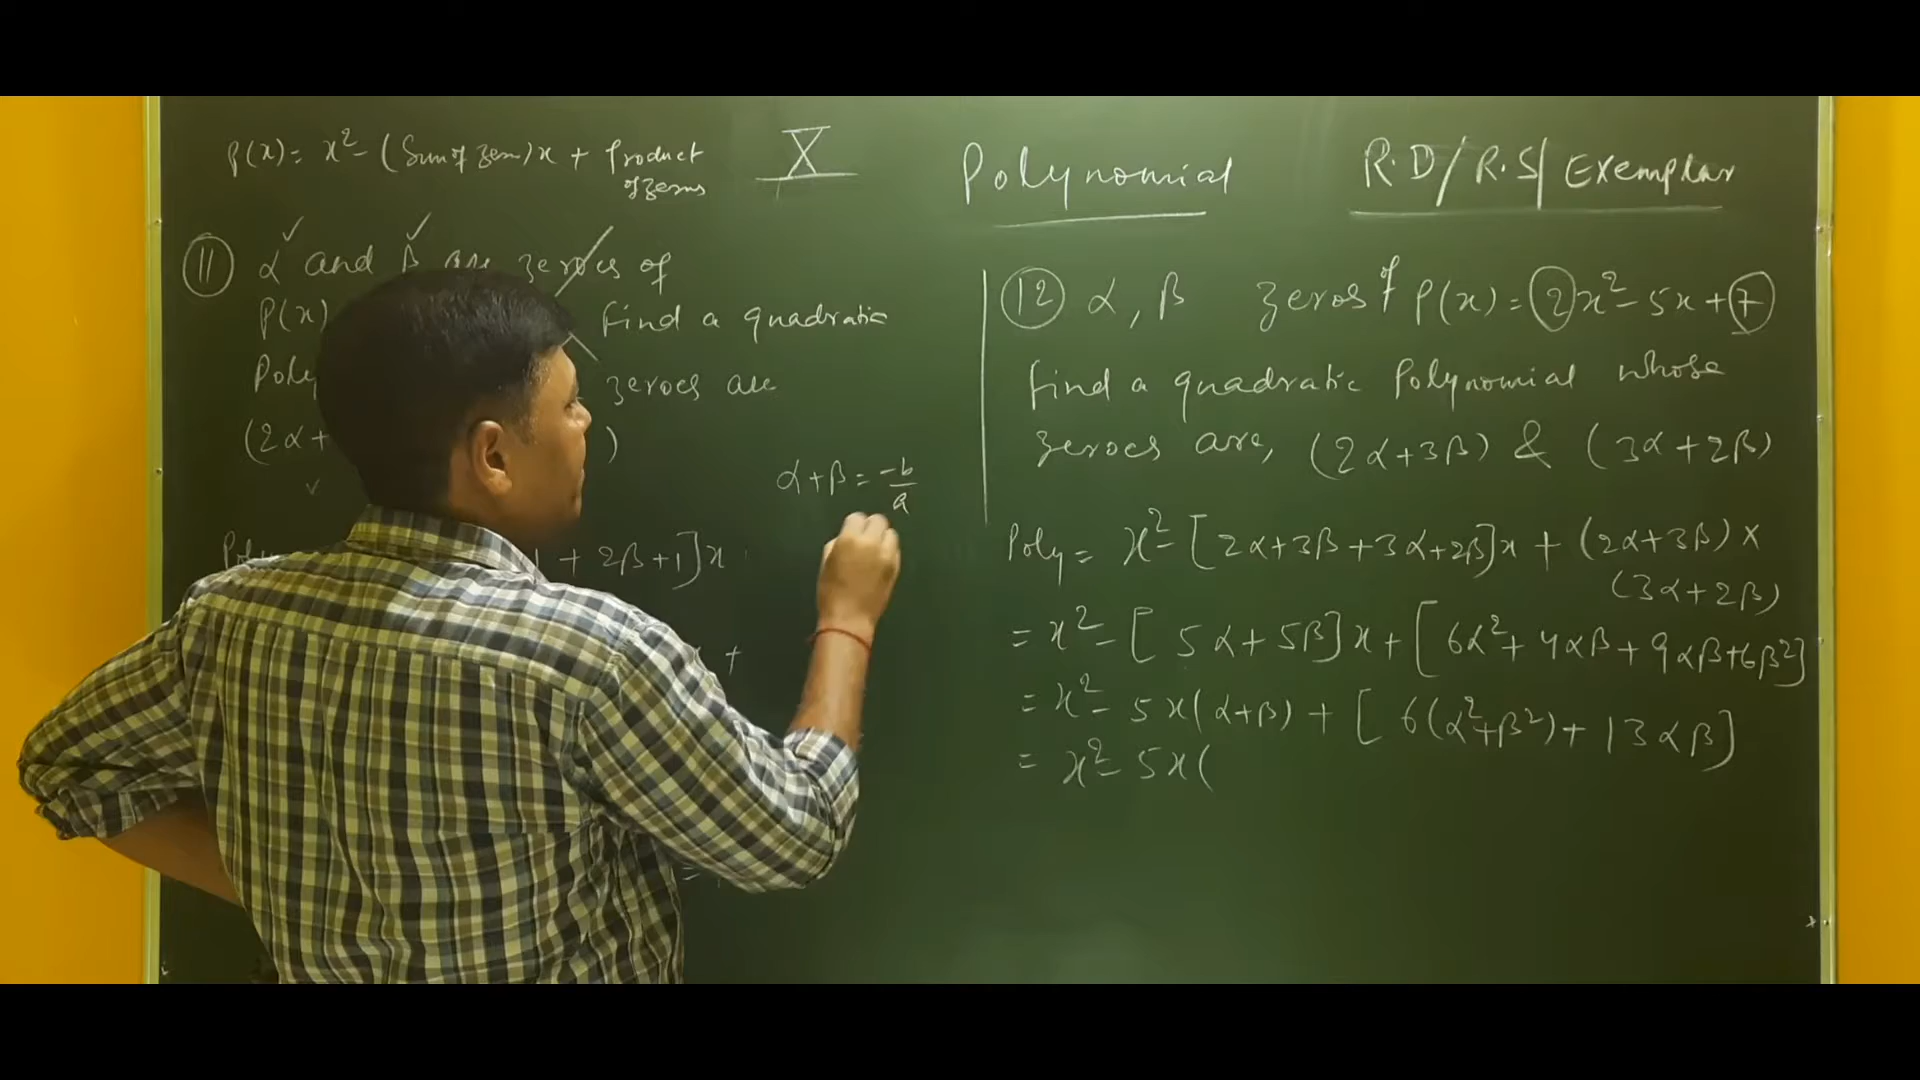 P(x) = x² - (Sum of zeros)x + Product of zeros
X
Polynomial
R.D/R.S/Exemplar
11 α and β are zeroes of
P(x) find a quadratic
Poly zeroes are
(2α+ )
α+β = -b/a
Poly + 2β+1]x
+
=
12 α, β zeros of P(x) = 2x² - 5x + 7
find a quadratic Polynomial whose
zeroes are, (2α+3β) & (3α+2β)
Poly = x² - [2α+3β+3α+2β]x + (2α+3β) ×
(3α+2β)
= x² - [5α+5β]x + [6α² + 4αβ + 9αβ + 6β²]
= x² - 5x(α+β) + [6(α²+β²) + 13αβ]
= x² - 5x(